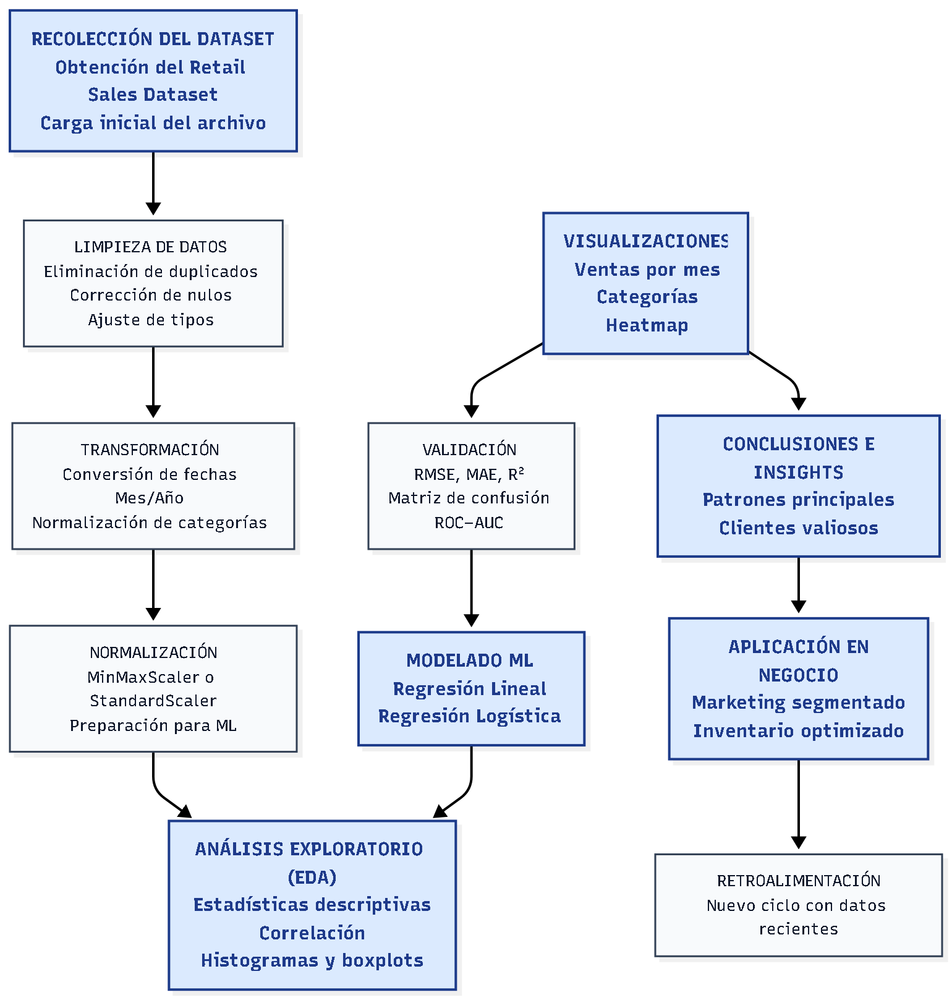 RECOLECCIÓN DEL DATASET
Obtención del Retail
Sales Dataset
Carga inicial del archivo
LIMPIEZA DE DATOS
Eliminación de duplicados
Corrección de nulos
Ajuste de tipos
TRANSFORMACIÓN
Conversión de fechas
Mes/Año
Normalización de categorías
NORMALIZACIÓN
MinMaxScaler o
StandardScaler
Preparación para ML
VISUALIZACIONES
Ventas por mes
Categorías
Heatmap
VALIDACIÓN
RMSE, MAE, R²
Matriz de confusión
ROC–AUC
MODELADO ML
Regresión Lineal
Regresión Logística
ANÁLISIS EXPLORATORIO
(EDA)
Estadísticas descriptivas
Correlación
Histogramas y boxplots
CONCLUSIONES E
INSIGHTS
Patrones principales
Clientes valiosos
APLICACIÓN EN
NEGOCIO
Marketing segmentado
Inventario optimizado
RETROALIMENTACIÓN
Nuevo ciclo con datos
recientes